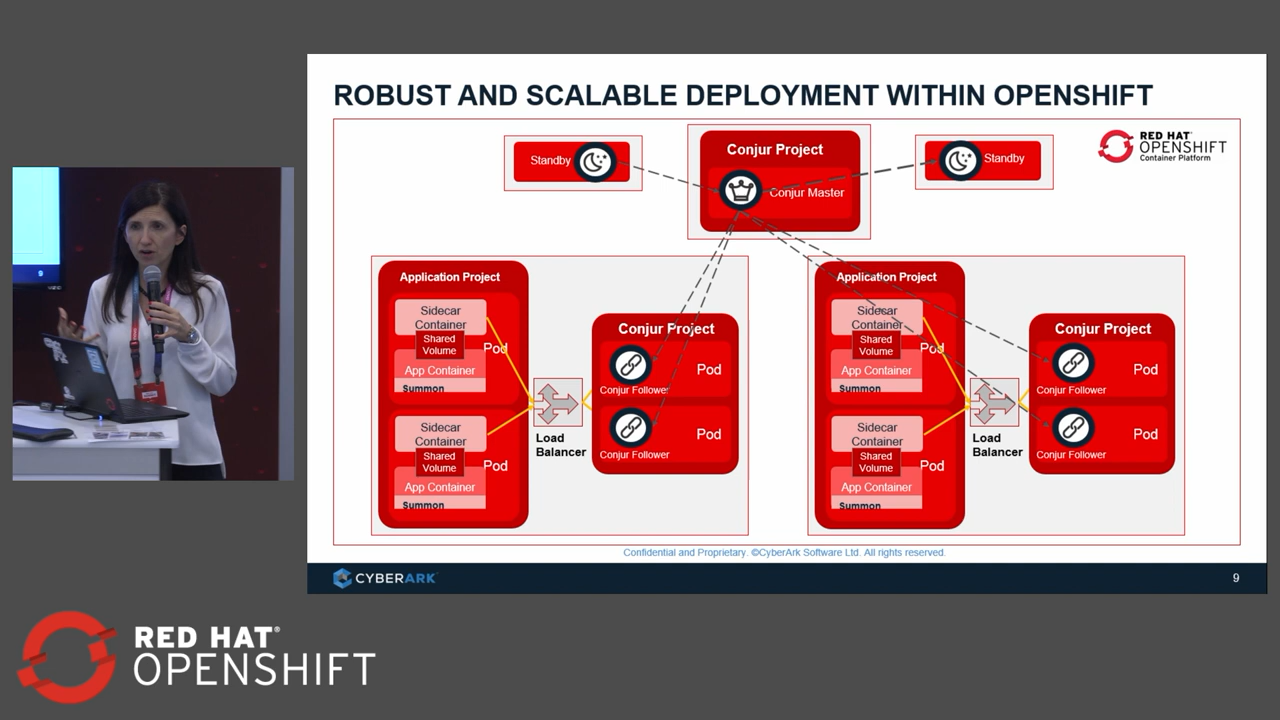 ROBUST AND SCALABLE DEPLOYMENT WITHIN OPENSHIFT
RED HAT®
OPENSHIFT
Container Platform
Standby
Conjur Project
Conjur Master
Standby
Application Project
Sidecar
Container
Shared
Volume
Pod
App Container
Summon
Sidecar
Container
Shared
Volume
Pod
App Container
Summon
Load
Balancer
Conjur Project
Pod
Conjur Follower
Pod
Conjur Follower
Application Project
Sidecar
Container
Shared
Volume
Pod
App Container
Summon
Sidecar
Container
Shared
Volume
Pod
App Container
Summon
Load
Balancer
Conjur Project
Pod
Conjur Follower
Pod
Conjur Follower
Confidential and Proprietary. ©CyberArk Software Ltd. All rights reserved.
CYBERARK®
9
9
RED HAT®
OPENSHIFT